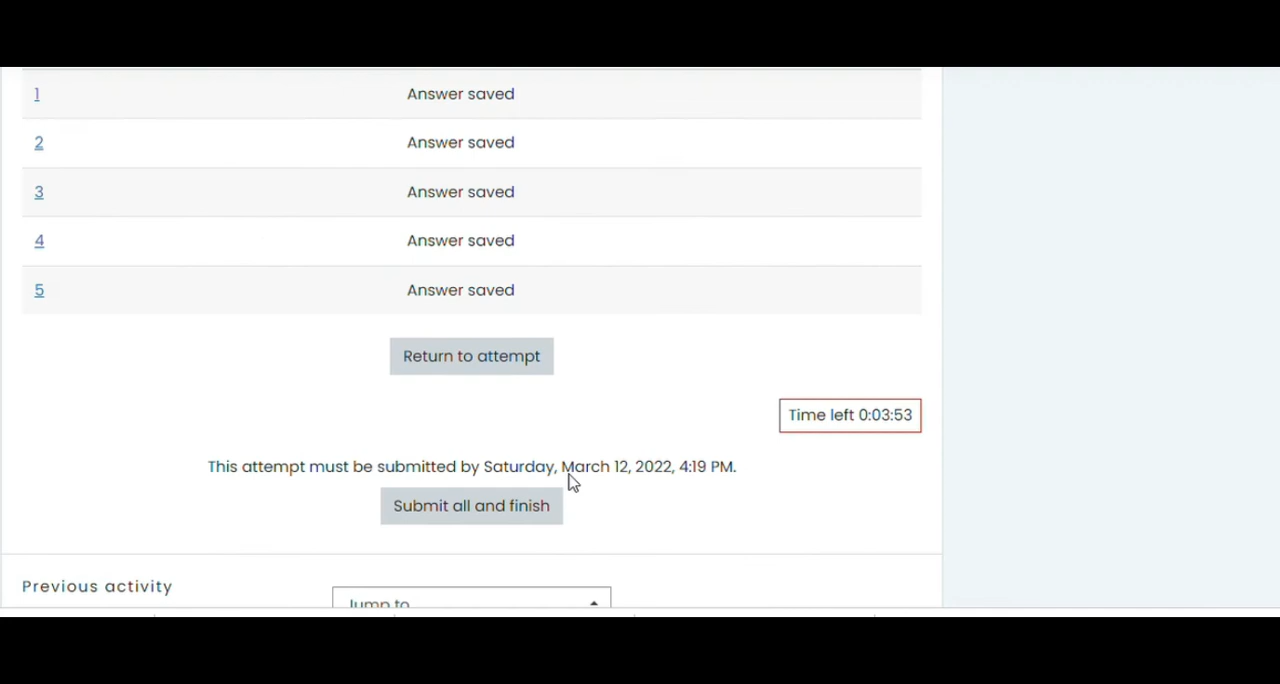 1 Answer saved
2 Answer saved
3 Answer saved
4 Answer saved
5 Answer saved
Return to attempt
Time left 0:03:53
This attempt must be submitted by Saturday, March 12, 2022, 4:19 PM.
Submit all and finish
Previous activity
Jump to